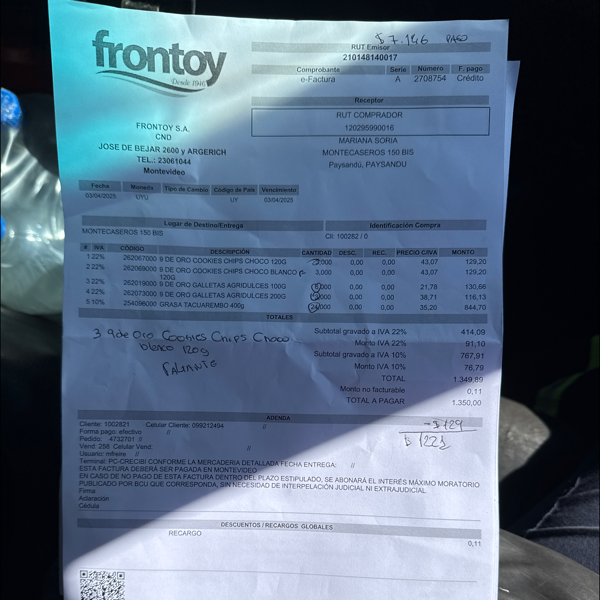 $ 7.146 PAGO
frontoy
Desde 1946
RUT Emisor
210148140017
Comprobante Serie Número F. pago
e-Factura A 2708754 Crédito
Receptor
RUT COMPRADOR
120295990016
MARIANA SORIA
MONTECASEROS 150 BIS
Paysandú, PAYSANDU
FRONTOY S.A.
CND
JOSE DE BEJAR 2600 y ARGERICH
TEL.: 23061044
Montevideo
Fecha Moneda Tipo de Cambio Código de País Vencimiento
03/04/2025 UYU UY 03/04/2025
Lugar de Destino/Entrega Identificación Compra
MONTECASEROS 150 BIS Cli: 100282 / 0
# IVA CÓDIGO DESCRIPCIÓN CANTIDAD DESC. REC. PRECIO C/IVA MONTO
1 22% 262067000 9 DE ORO COOKIES CHIPS CHOCO 120G 3,000 0,00 0,00 43,07 129,20
2 22% 262069000 9 DE ORO COOKIES CHIPS CHOCO BLANCO 3,000 0,00 0,00 43,07 129,20
120G
3 22% 262019000 9 DE ORO GALLETAS AGRIDULCES 100G 0,00 0,00 21,78 130,66
4 22% 262073000 9 DE ORO GALLETAS AGRIDULCES 200G 0,00 0,00 38,71 116,13
5 10% 254096000 GRASA TACUAREMBO 400g 0,00 0,00 35,20 844,70
TOTALES
3 9 de Oro Cookies Chips Choco
blanco 120g
FALTANTE
Subtotal gravado a IVA 22% 414,09
Monto IVA 22% 91,10
Subtotal gravado a IVA 10% 767,91
Monto IVA 10% 76,79
TOTAL 1.349,89
Monto no facturable 0,11
TOTAL A PAGAR 1.350,00
ADENDA
- $ 129
$ 1221
Cliente: 1002821 Celular Cliente: 099212494 //
Forma pago: efectivo //
Pedido: 4732701 //
Vend: 258 Celular Vend: //
Usuario: mfreire //
Terminal: PC-CRECIBI CONFORME LA MERCADERIA DETALLADA FECHA ENTREGA: //
ESTA FACTURA DEBERÁ SER PAGADA EN MONTEVIDEO
EN CASO DE NO PAGO DE ESTA FACTURA DENTRO DEL PLAZO ESTIPULADO, SE ABONARÁ EL INTERÉS MÁXIMO MORATORIO
PUBLICADO POR BCU QUE CORRESPONDA, SIN NECESIDAD DE INTERPELACIÓN JUDICIAL NI EXTRAJUDICIAL
Firma
Aclaración
Cédula
DESCUENTOS / RECARGOS GLOBALES
RECARGO 0,11